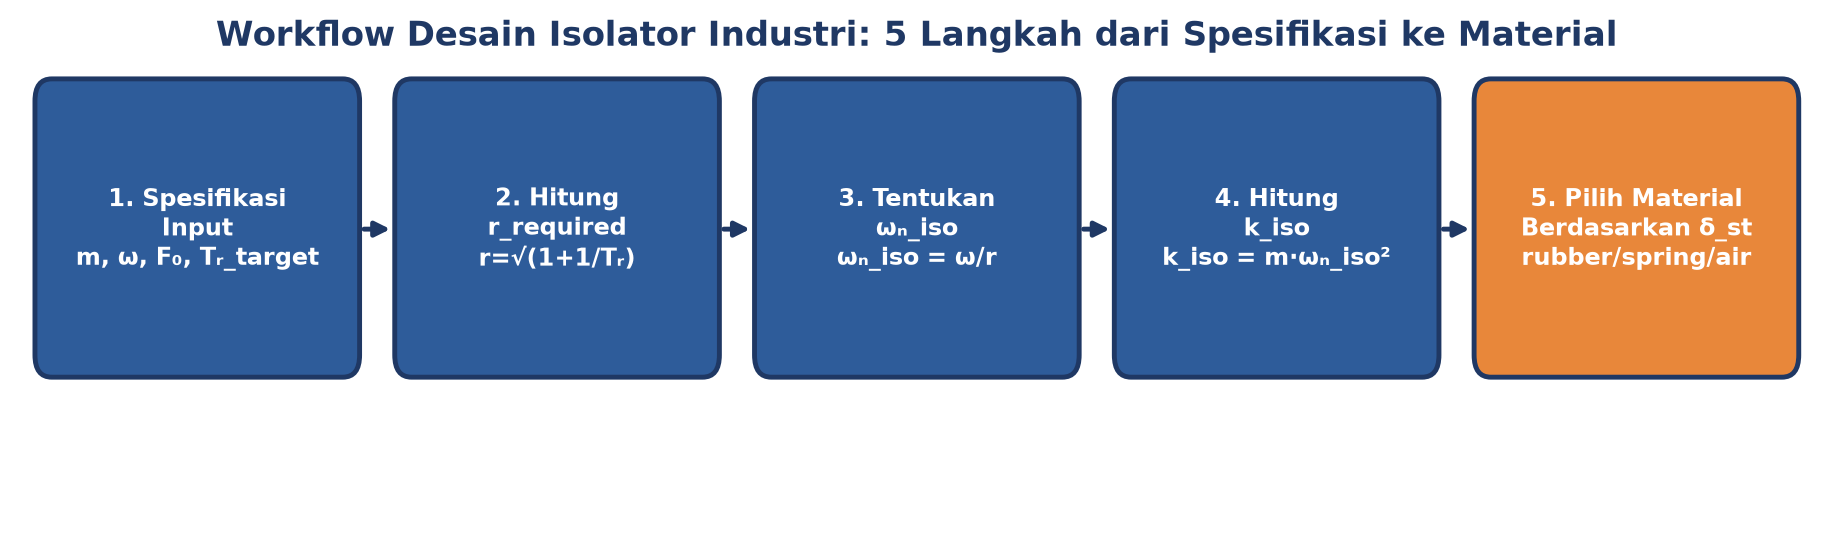 Workflow Desain Isolator Industri: 5 Langkah dari Spesifikasi ke Material
1. Spesifikasi
Input
m, ω, F₀, Tᵣ_target
2. Hitung
r_required
r=√(1+1/Tᵣ)
3. Tentukan
ωₙ_iso
ωₙ_iso = ω/r
4. Hitung
k_iso
k_iso = m·ωₙ_iso²
5. Pilih Material
Berdasarkan δ_st
rubber/spring/air